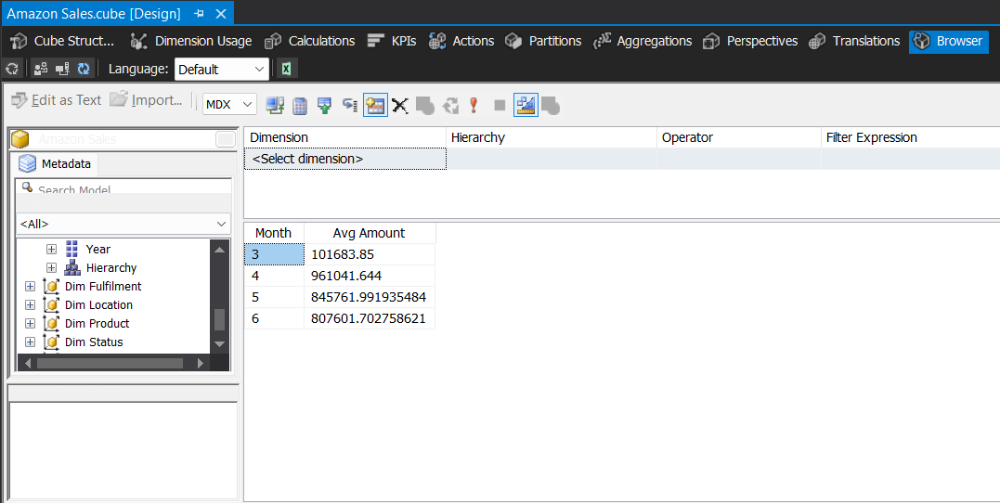 Amazon Sales.cube [Design]
Cube Struct... Dimension Usage Calculations KPIs Actions Partitions Aggregations Perspectives Translations Browser
Language: Default
Edit as Text Import... MDX
Amazon Sales
Metadata
Search Model
<All>
Year
Hierarchy
Dim Fulfilment
Dim Location
Dim Product
Dim Status
Dimension Hierarchy Operator Filter Expression
<Select dimension>
Month Avg Amount
3 101683.85
4 961041.644
5 845761.991935484
6 807601.702758621